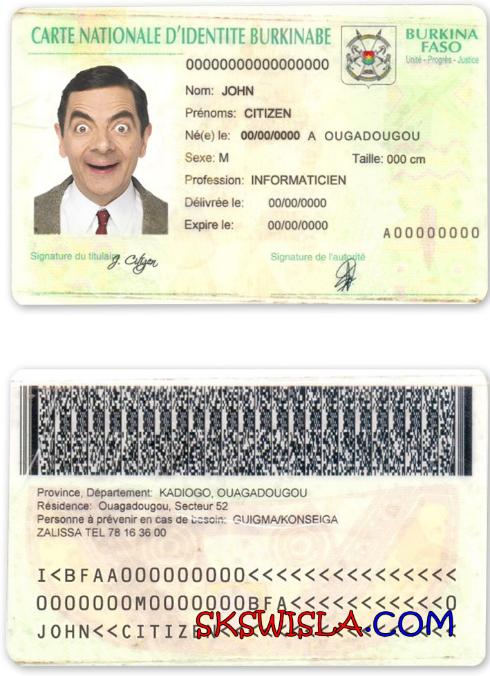 CARTE NATIONALE D'IDENTITE BURKINABE
BURKINA FASO
Unité - Progrès - Justice
00000000000000000
Nom: JOHN
Prénoms: CITIZEN
Né(e) le: 00/00/0000 A OUGADOUGOU
Sexe: M Taille: 000 cm
Profession: INFORMATICIEN
Délivrée le: 00/00/0000
Expire le: 00/00/0000
A00000000
Signature du titulaire J. Citizen
Signature de l'autorité
Province, Département: KADIOGO, OUAGADOUGOU
Résidence: Ouagadougou, Secteur 52
Personne à prévenir en cas de besoin: GUIGMA/KONSEIGA
ZALISSA TEL 78 16 36 00
I<BFAA000000000<<<<<<<<<<<<<<<
0000000M0000000BFA<<<<<<<<<<<0
JOHN<<CITIZEN
SKSWISLA.COM